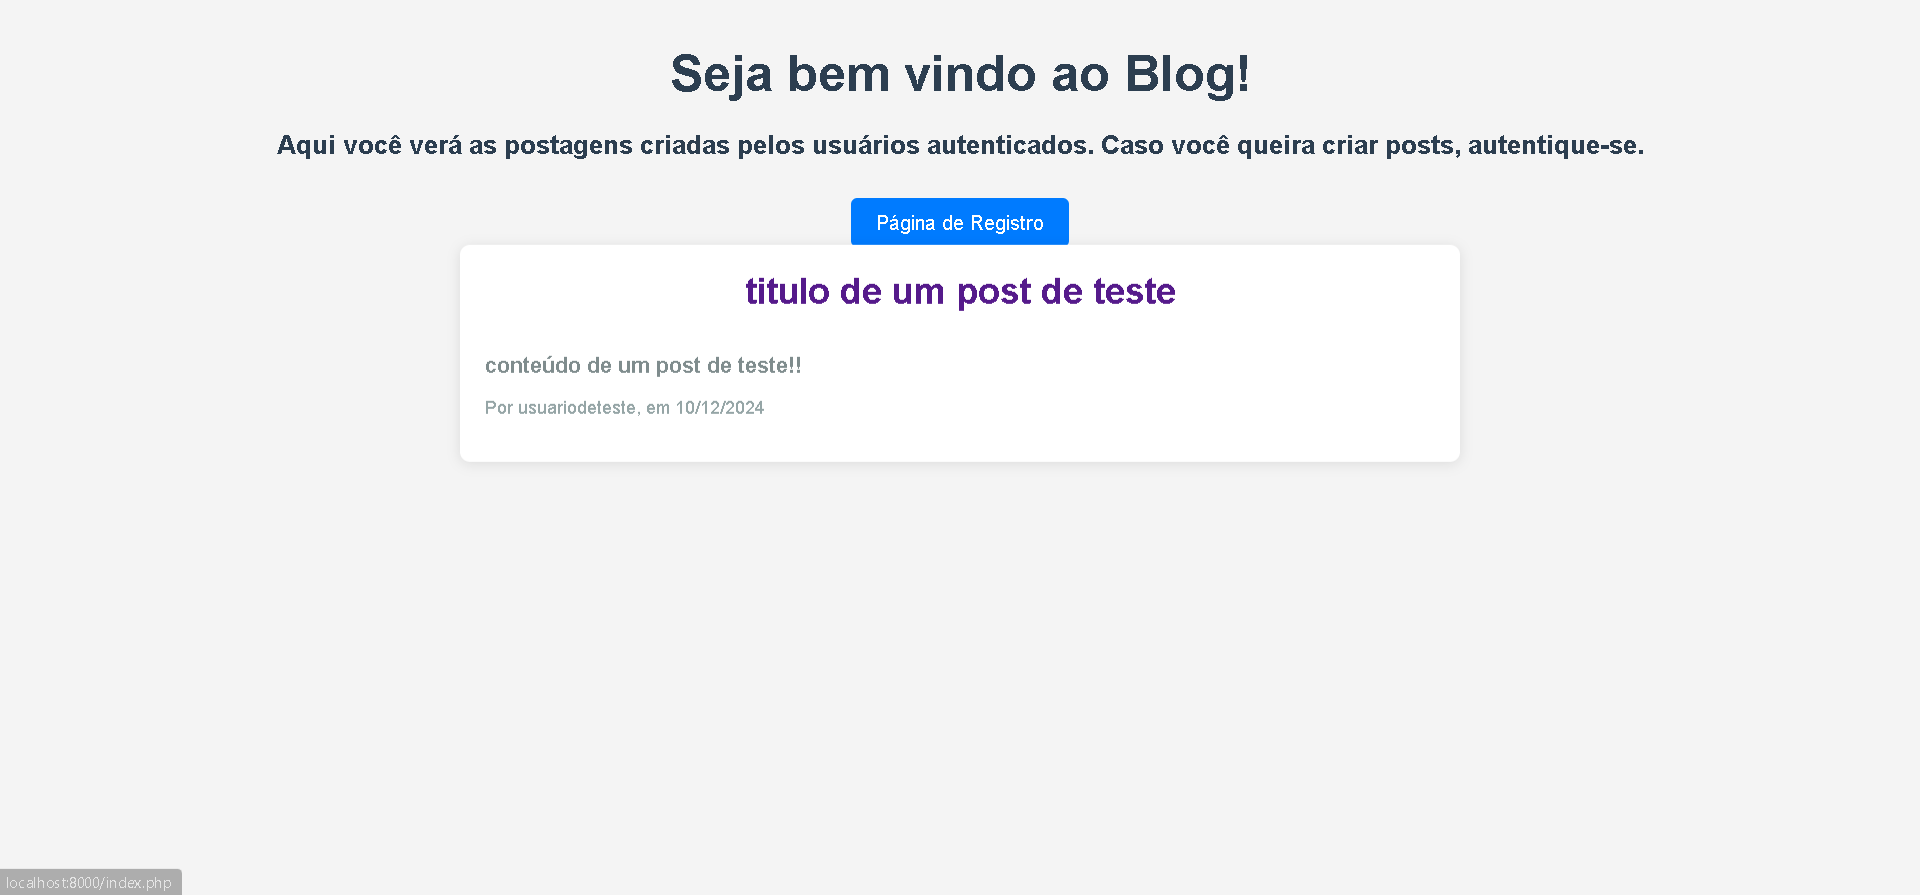 Seja bem vindo ao Blog!
Aqui você verá as postagens criadas pelos usuários autenticados. Caso você queira criar posts, autentique-se.
Página de Registro
titulo de um post de teste
conteúdo de um post de teste!!
Por usuariodeteste, em 10/12/2024
localhost:8000/index.php